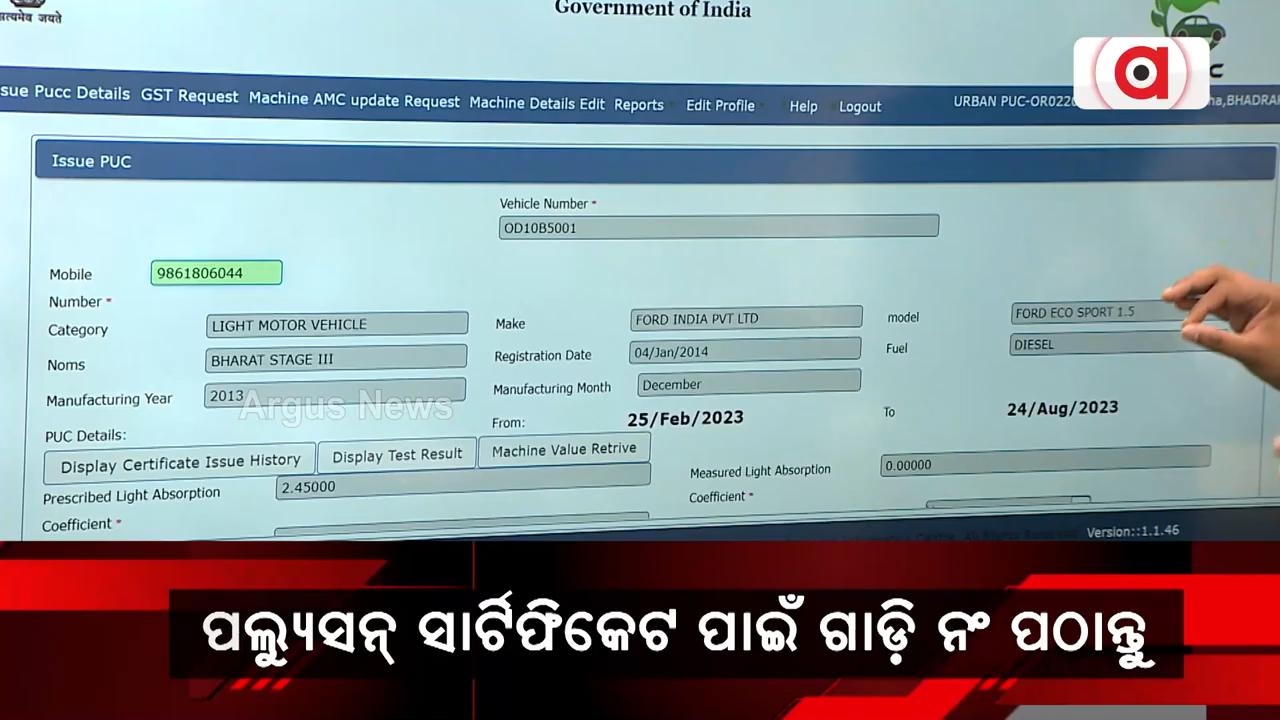 सत्यमेव जयते
Government of India
a
sue Pucc Details GST Request Machine AMC update Request Machine Details Edit Reports Edit Profile Help Logout URBAN PUC-OR022
Issue PUC
Vehicle Number *
OD10B5001
Mobile Number * 9861806044
Category LIGHT MOTOR VEHICLE Make FORD INDIA PVT LTD model FORD ECO SPORT 1.5
Noms BHARAT STAGE III Registration Date 04/Jan/2014 Fuel DIESEL
Manufacturing Year 2013 Manufacturing Month December
Argus News
From: 25/Feb/2023 To 24/Aug/2023
PUC Details:
Display Certificate Issue History Display Test Result Machine Value Retrive
Prescribed Light Absorption Coefficient * 2.45000 Measured Light Absorption Coefficient * 0.00000
Version::1.1.46
ପଲ୍ୟୁସନ୍ ସାର୍ଟିଫିକେଟ ପାଇଁ ଗାଡ଼ି ନଂ ପଠାନ୍ତୁ